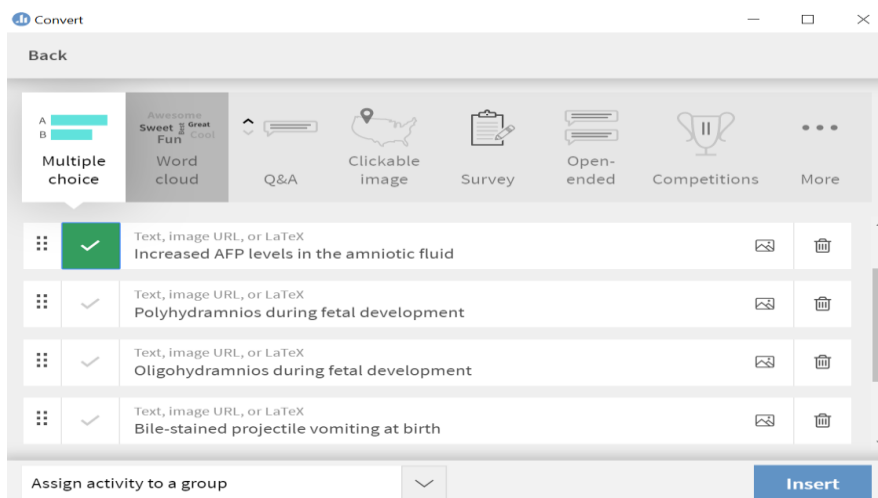 Convert
Back
A
B
Multiple
choice
Awesome
Sweet Best Great
Fun Cool
Word
cloud
Q&A
Clickable
image
Survey
Open-
ended
Competitions
More
Text, image URL, or LaTeX
Increased AFP levels in the amniotic fluid
Text, image URL, or LaTeX
Polyhydramnios during fetal development
Text, image URL, or LaTeX
Oligohydramnios during fetal development
Text, image URL, or LaTeX
Bile-stained projectile vomiting at birth
Assign activity to a group
Insert